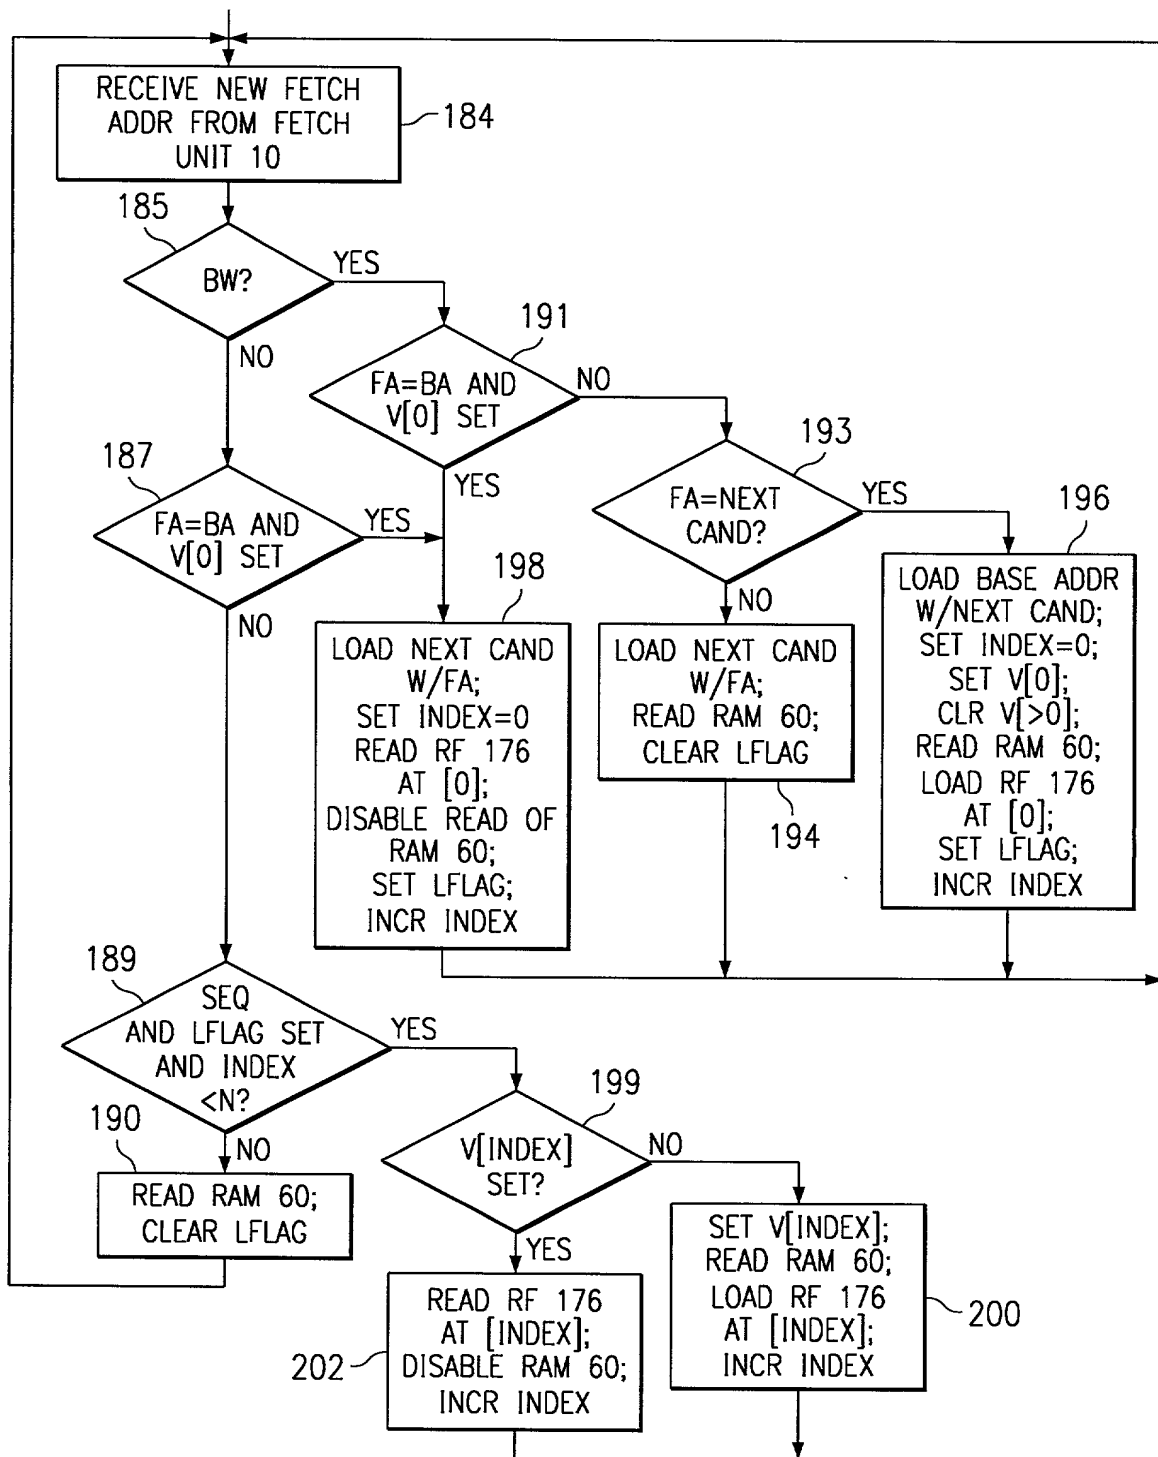 RECEIVE NEW FETCH
ADDR FROM FETCH
UNIT 10
184
185
BW?
YES
NO
191
FA=BA AND
V[0] SET
NO
YES
187
FA=BA AND
V[0] SET
YES
NO
193
FA=NEXT
CAND?
YES
NO
196
LOAD BASE ADDR
W/NEXT CAND;
SET INDEX=0;
SET V[0];
CLR V[>0];
READ RAM 60;
LOAD RF 176
AT [0];
SET LFLAG;
INCR INDEX
198
LOAD NEXT CAND
W/FA;
SET INDEX=0
READ RF 176
AT [0];
DISABLE READ OF
RAM 60;
SET LFLAG;
INCR INDEX
LOAD NEXT CAND
W/FA;
READ RAM 60;
CLEAR LFLAG
194
189
SEQ
AND LFLAG SET
AND INDEX
<N?
YES
NO
190
READ RAM 60;
CLEAR LFLAG
199
V[INDEX]
SET?
NO
YES
SET V[INDEX];
READ RAM 60;
LOAD RF 176
AT [INDEX];
INCR INDEX
200
READ RF 176
AT [INDEX];
DISABLE RAM 60;
INCR INDEX
202